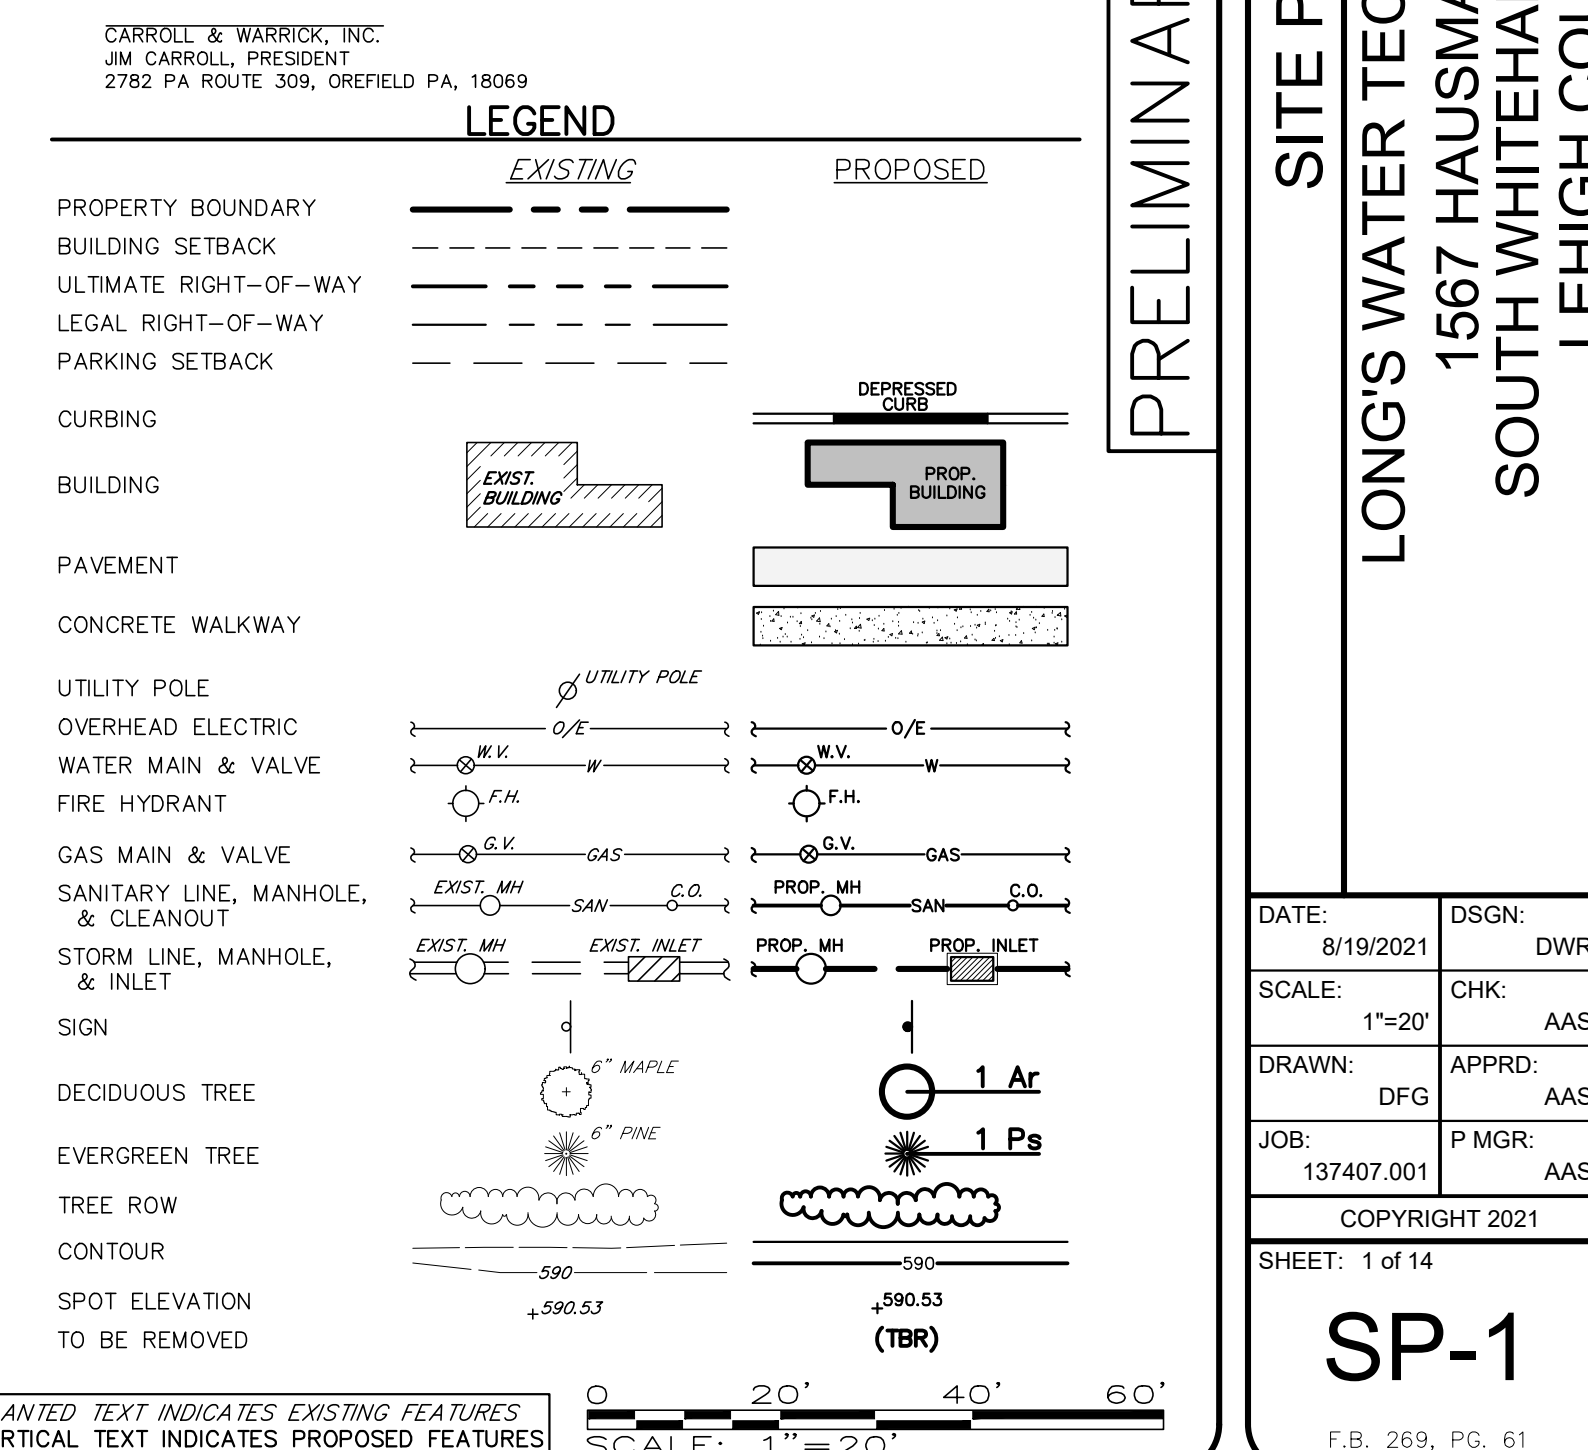 CARROLL & WARRICK, INC.
JIM CARROLL, PRESIDENT
2782 PA ROUTE 309, OREFIELD PA, 18069
LEGEND
EXISTING PROPOSED
PROPERTY BOUNDARY
BUILDING SETBACK
ULTIMATE RIGHT-OF-WAY
LEGAL RIGHT-OF-WAY
PARKING SETBACK
CURBING
DEPRESSED
CURB
BUILDING
EXIST.
BUILDING
PROP.
BUILDING
PAVEMENT
CONCRETE WALKWAY
UTILITY POLE UTILITY POLE
OVERHEAD ELECTRIC O/E O/E
WATER MAIN & VALVE W.V. W W.V. W
FIRE HYDRANT F.H. F.H.
GAS MAIN & VALVE G.V. GAS G.V. GAS
SANITARY LINE, MANHOLE,
& CLEANOUT
EXIST. MH SAN C.O. PROP. MH SAN C.O.
STORM LINE, MANHOLE,
& INLET
EXIST. MH EXIST. INLET PROP. MH PROP. INLET
SIGN
DECIDUOUS TREE 6" MAPLE 1 Ar
EVERGREEN TREE 6" PINE 1 Ps
TREE ROW
CONTOUR 590 590
SPOT ELEVATION +590.53 +590.53
TO BE REMOVED (TBR)
TEXT INDICATES EXISTING FEATURES
TEXT INDICATES PROPOSED FEATURES
0 20' 40' 60'
SCALE: 1"=20'
SITE
LONG'S WATER
1567
SOUTH
LEHIGH
DATE: 8/19/2021
DSGN: DWR
SCALE: 1"=20'
CHK: AAS
DRAWN: DFG
APPRD: AAS
JOB: 137407.001
P MGR: AAS
COPYRIGHT 2021
SHEET: 1 of 14
SP-1
F.B. 269, PG. 61